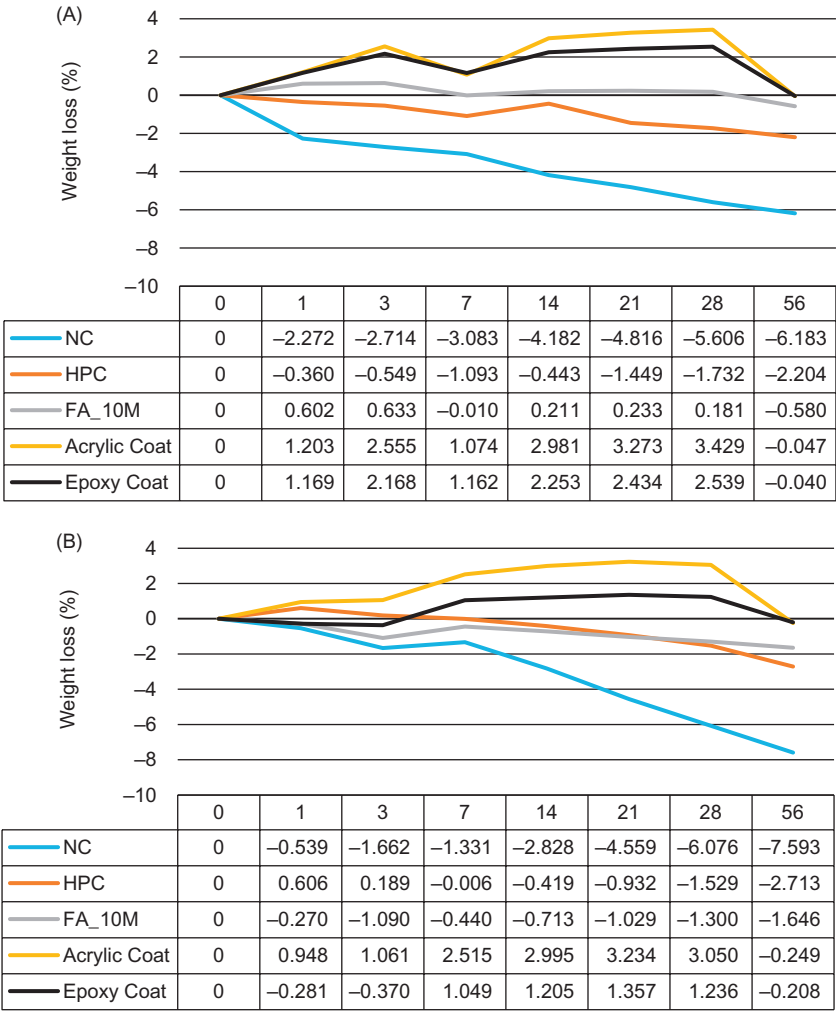 (A)
4
2
0
–2
–4
–6
–8
–10
Weight loss (%)
0 1 3 7 14 21 28 56
NC 0 –2.272 –2.714 –3.083 –4.182 –4.816 –5.606 –6.183
HPC 0 –0.360 –0.549 –1.093 –0.443 –1.449 –1.732 –2.204
FA_10M 0 0.602 0.633 –0.010 0.211 0.233 0.181 –0.580
Acrylic Coat 0 1.203 2.555 1.074 2.981 3.273 3.429 –0.047
Epoxy Coat 0 1.169 2.168 1.162 2.253 2.434 2.539 –0.040
(B)
4
2
0
–2
–4
–6
–8
–10
Weight loss (%)
0 1 3 7 14 21 28 56
NC 0 –0.539 –1.662 –1.331 –2.828 –4.559 –6.076 –7.593
HPC 0 0.606 0.189 –0.006 –0.419 –0.932 –1.529 –2.713
FA_10M 0 –0.270 –1.090 –0.440 –0.713 –1.029 –1.300 –1.646
Acrylic Coat 0 0.948 1.061 2.515 2.995 3.234 3.050 –0.249
Epoxy Coat 0 –0.281 –0.370 1.049 1.205 1.357 1.236 –0.208